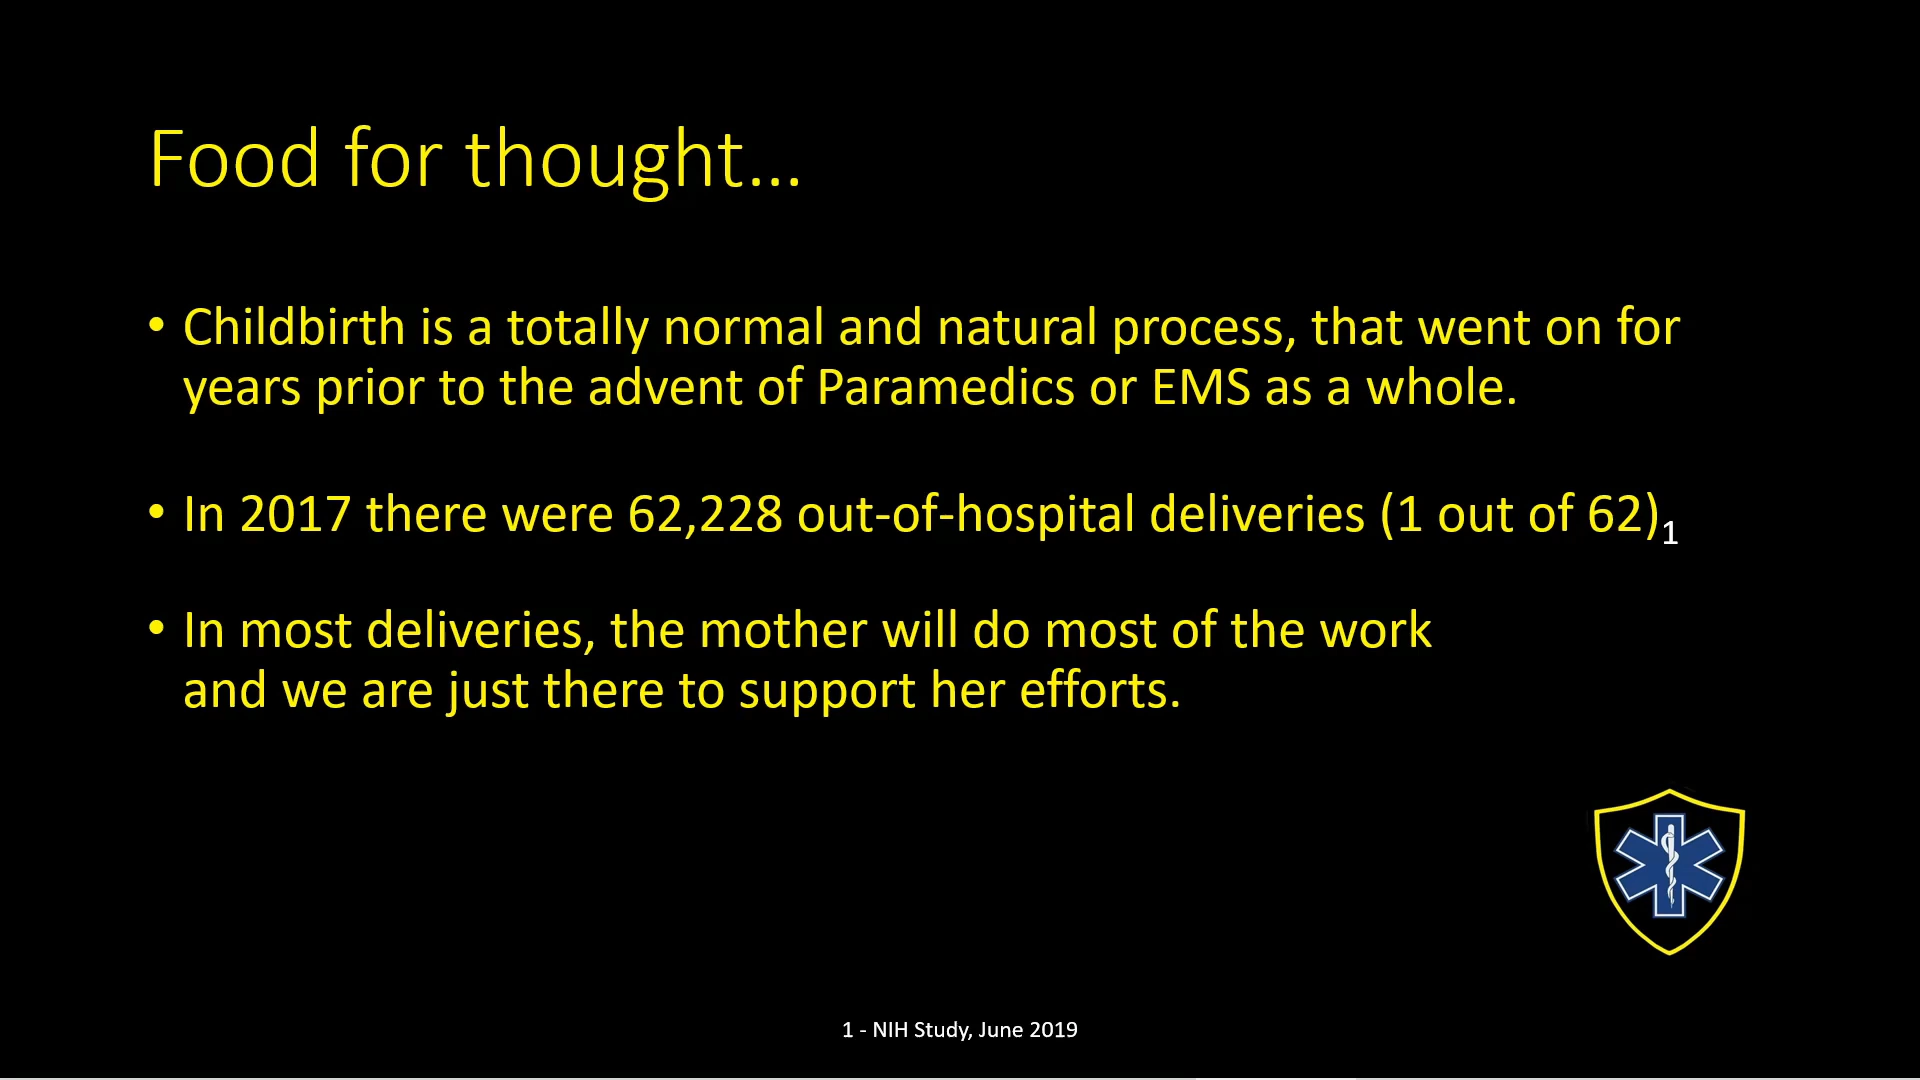 Food for thought...
• Childbirth is a totally normal and natural process, that went on for
years prior to the advent of Paramedics or EMS as a whole.
• In 2017 there were 62,228 out-of-hospital deliveries (1 out of 62)1
• In most deliveries, the mother will do most of the work
and we are just there to support her efforts.
1 - NIH Study, June 2019